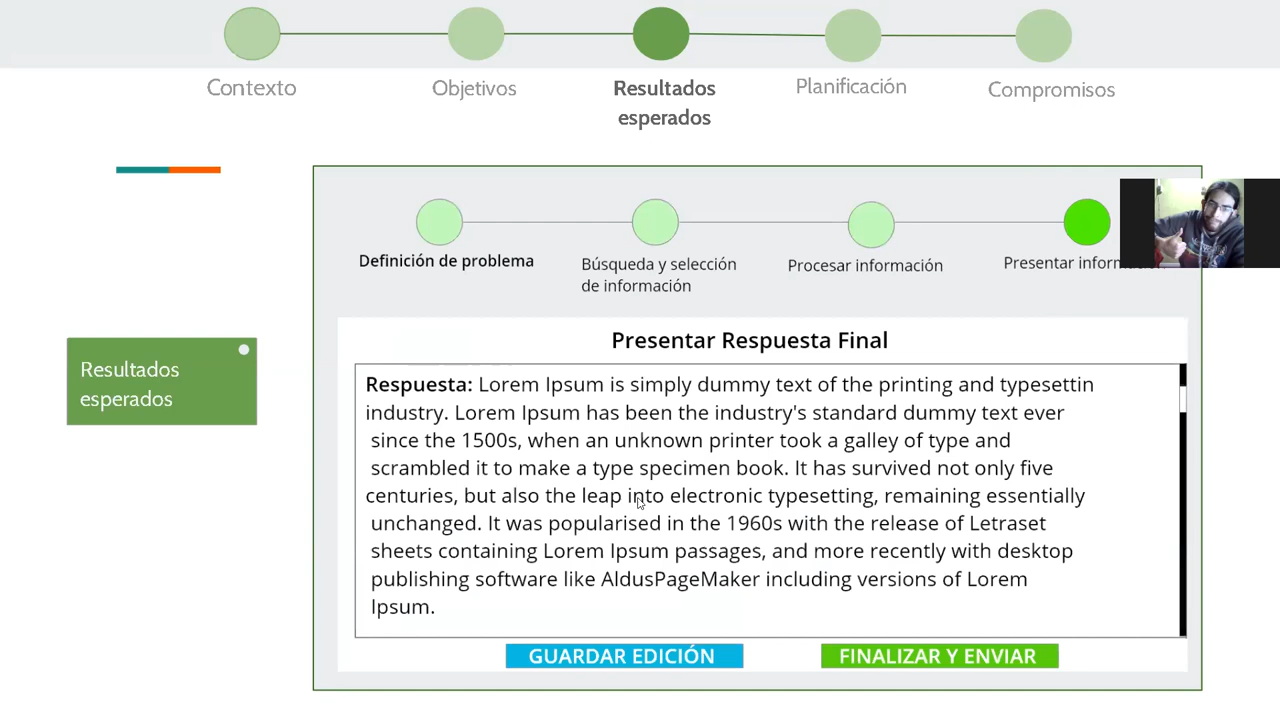 Contexto
Objetivos
Resultados
esperados
Planificación
Compromisos
Definición de problema
Búsqueda y selección
de información
Procesar información
Presentar
Resultados
esperados
Presentar Respuesta Final
Respuesta: Lorem Ipsum is simply dummy text of the printing and typesettin
industry. Lorem Ipsum has been the industry's standard dummy text ever
since the 1500s, when an unknown printer took a galley of type and
scrambled it to make a type specimen book. It has survived not only five
centuries, but also the leap into electronic typesetting, remaining essentially
unchanged. It was popularised in the 1960s with the release of Letraset
sheets containing Lorem Ipsum passages, and more recently with desktop
publishing software like AldusPageMaker including versions of Lorem
Ipsum.
GUARDAR EDICIÓN
FINALIZAR Y ENVIAR